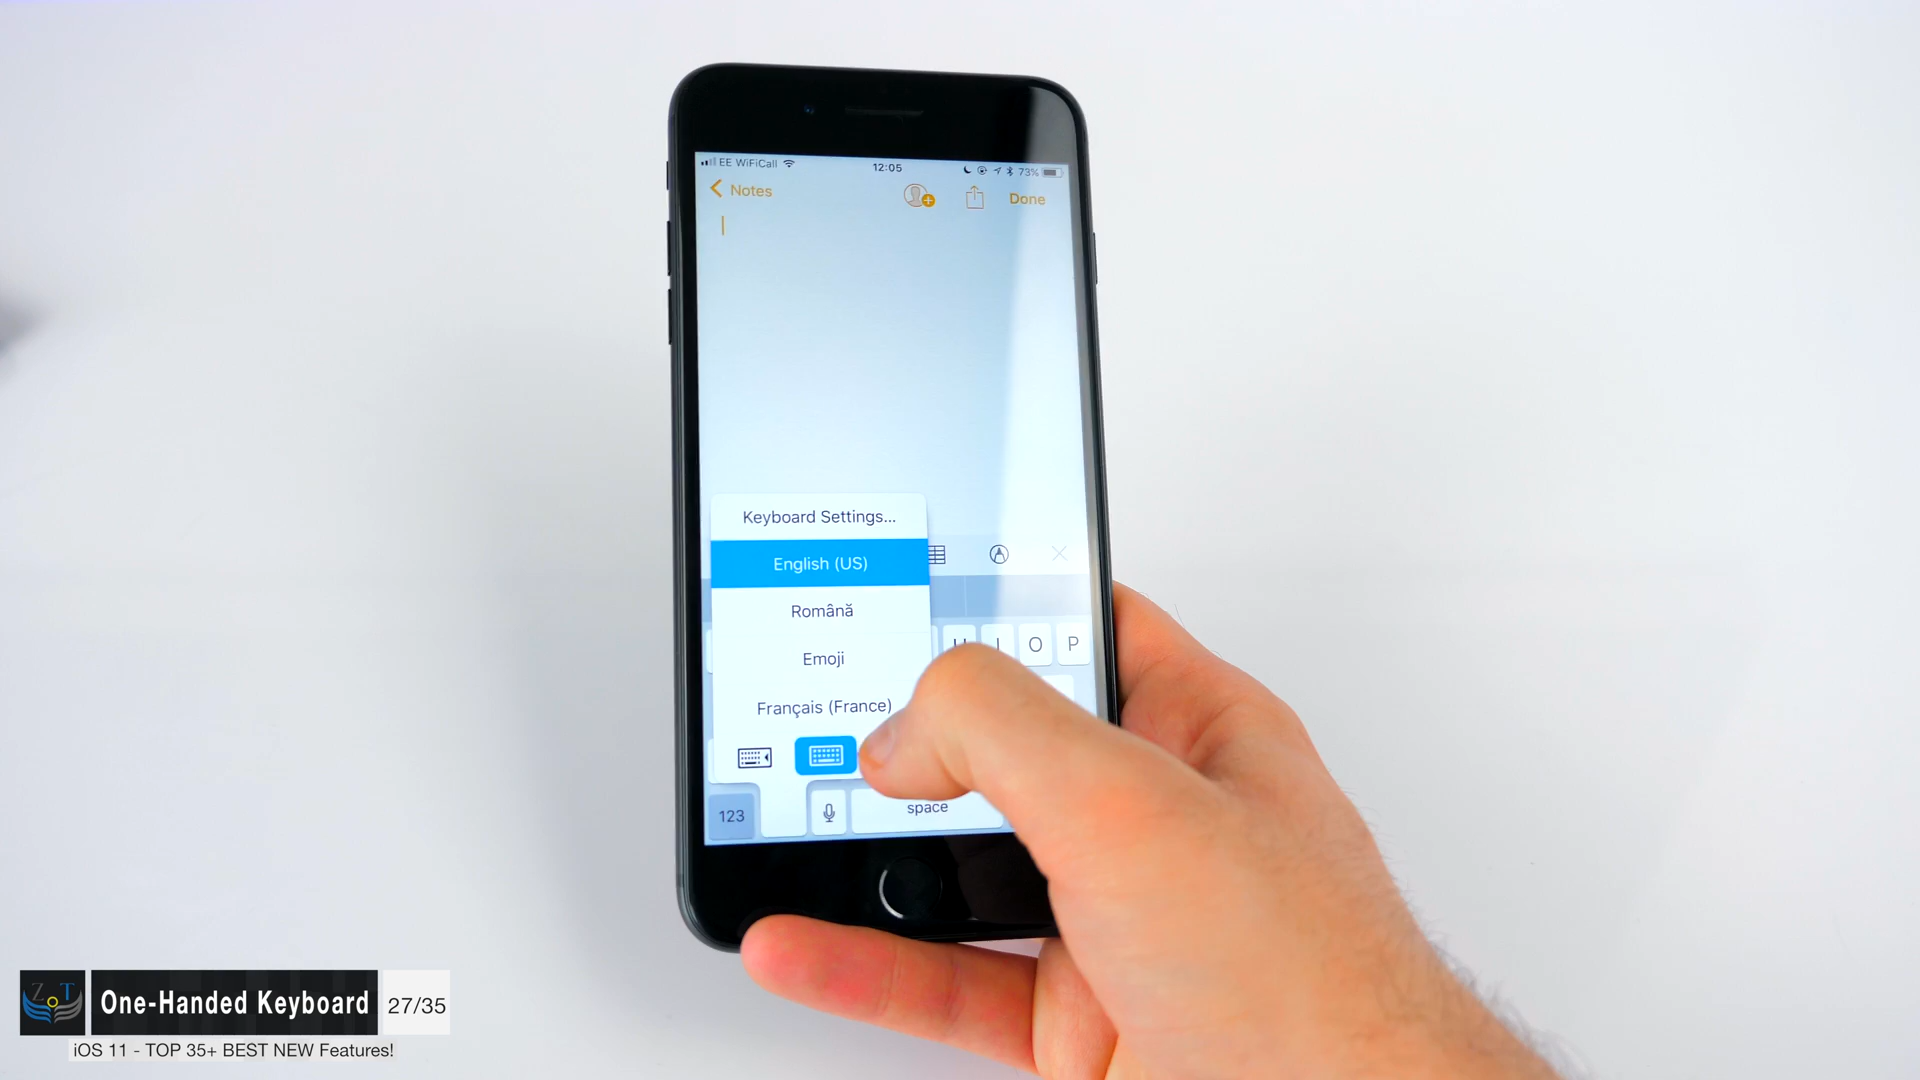 EE WiFiCall
12:05
73%
Notes
Done
Keyboard Settings...
English (US)
Română
Emoji
Français (France)
O
P
123
space
ZOT
One-Handed Keyboard
27/35
iOS 11 - TOP 35+ BEST NEW Features!